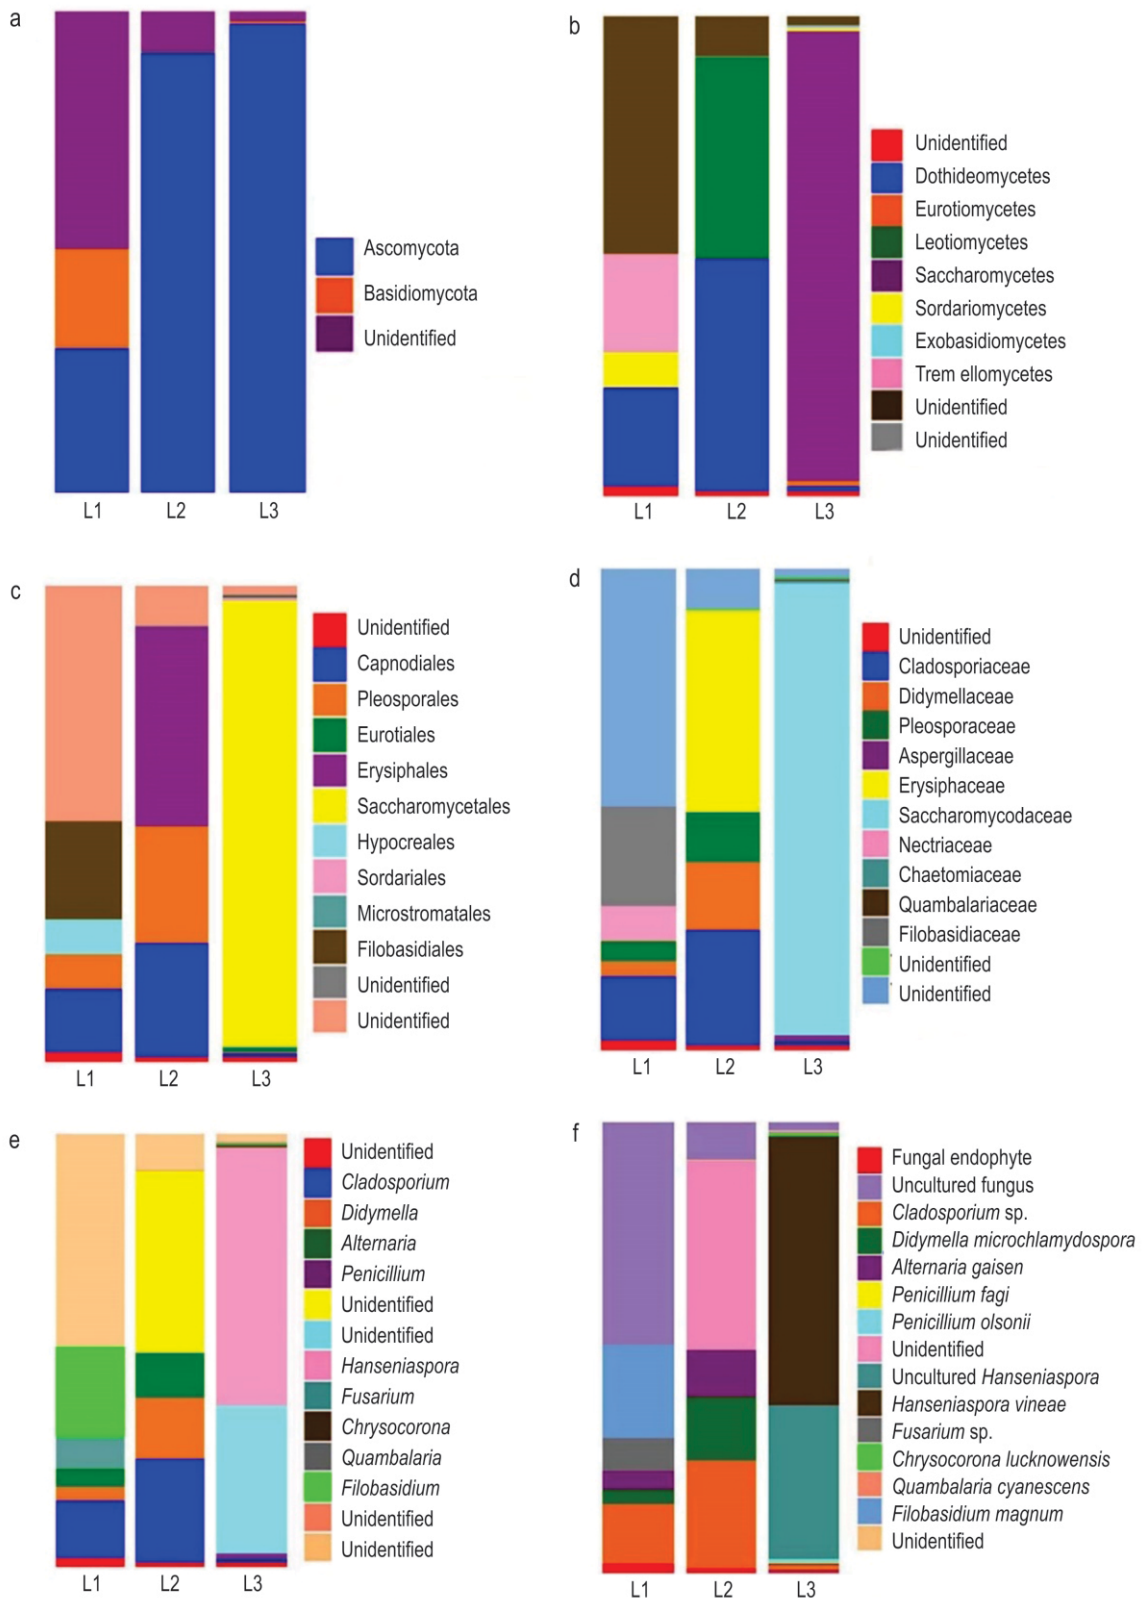 a
Ascomycota
Basidiomycota
Unidentified
L1 L2 L3
b
Unidentified
Dothideomycetes
Eurotiomycetes
Leotiomycetes
Saccharomycetes
Sordariomycetes
Exobasidiomycetes
Trem ellomycetes
Unidentified
Unidentified
L1 L2 L3
c
Unidentified
Capnodiales
Pleosporales
Eurotiales
Erysiphales
Saccharomycetales
Hypocreales
Sordariales
Microstromatales
Filobasidiales
Unidentified
Unidentified
L1 L2 L3
d
Unidentified
Cladosporiaceae
Didymellaceae
Pleosporaceae
Aspergillaceae
Erysiphaceae
Saccharomycodaceae
Nectriaceae
Chaetomiaceae
Quambalariaceae
Filobasidiaceae
Unidentified
Unidentified
L1 L2 L3
e
Unidentified
Cladosporium
Didymella
Alternaria
Penicillium
Unidentified
Unidentified
Hanseniaspora
Fusarium
Chrysocorona
Quambalaria
Filobasidium
Unidentified
Unidentified
L1 L2 L3
f
Fungal endophyte
Uncultured fungus
Cladosporium sp.
Didymella microchlamydospora
Alternaria gaisen
Penicillium fagi
Penicillium olsonii
Unidentified
Uncultured Hanseniaspora
Hanseniaspora vineae
Fusarium sp.
Chrysocorona lucknowensis
Quambalaria cyanescens
Filobasidium magnum
Unidentified
L1 L2 L3